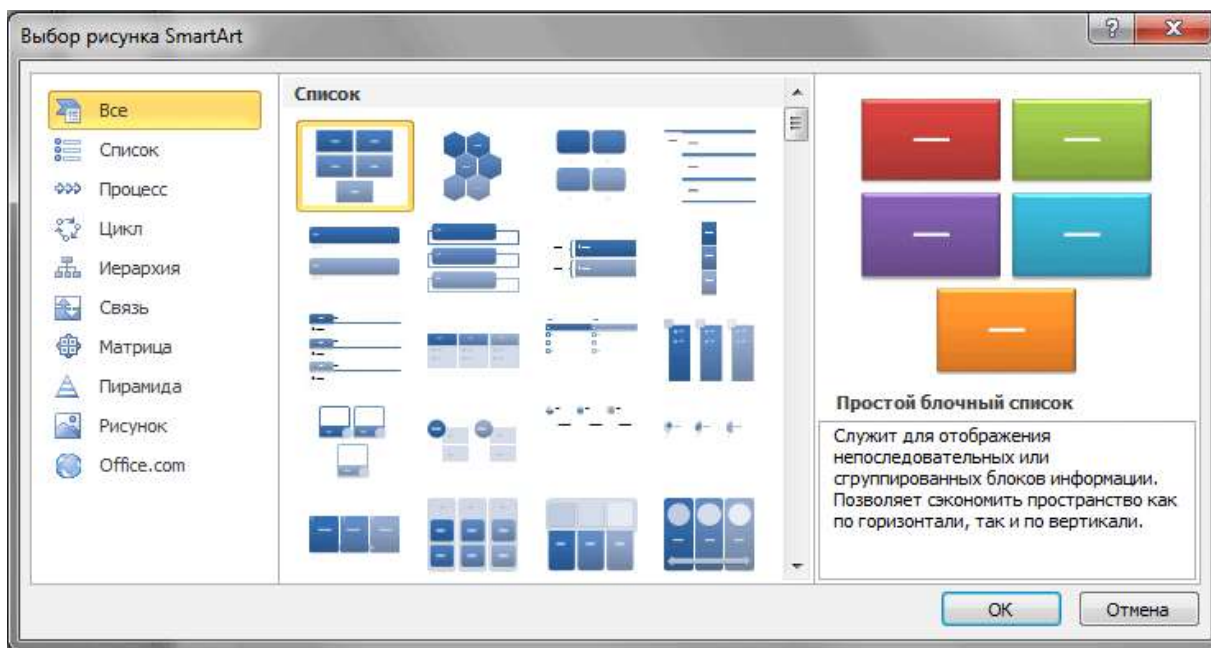 Выбор рисунка SmartArt
Все
Список
Процесс
Цикл
Иерархия
Связь
Матрица
Пирамида
Рисунок
Office.com
Список
Простой блочный список
Служит для отображения
непоследовательных или
сгруппированных блоков информации.
Позволяет сэкономить пространство как
по горизонтали, так и по вертикали.
ОК
Отмена